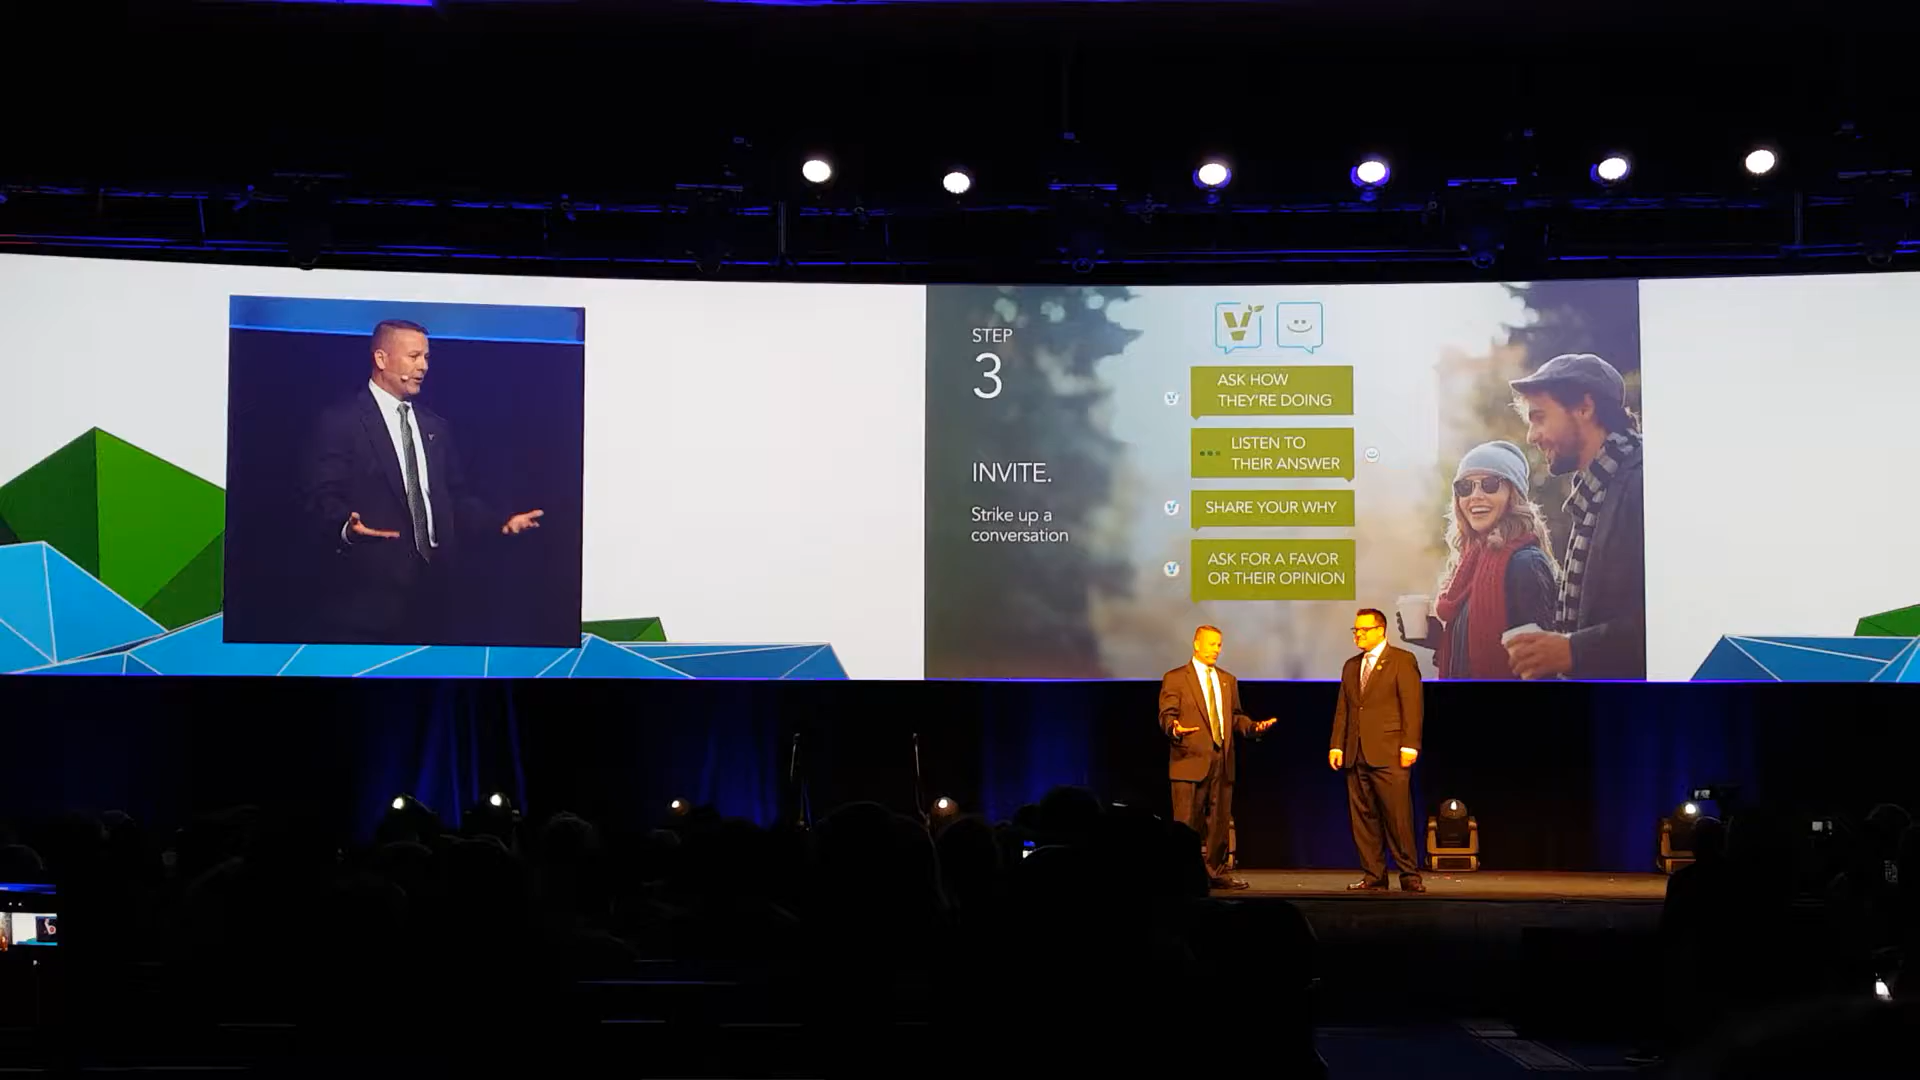 STEP
3
INVITE.
Strike up a
conversation
ASK HOW
THEY'RE DOING
LISTEN TO
THEIR ANSWER
SHARE YOUR WHY
ASK FOR A FAVOR
OR THEIR OPINION